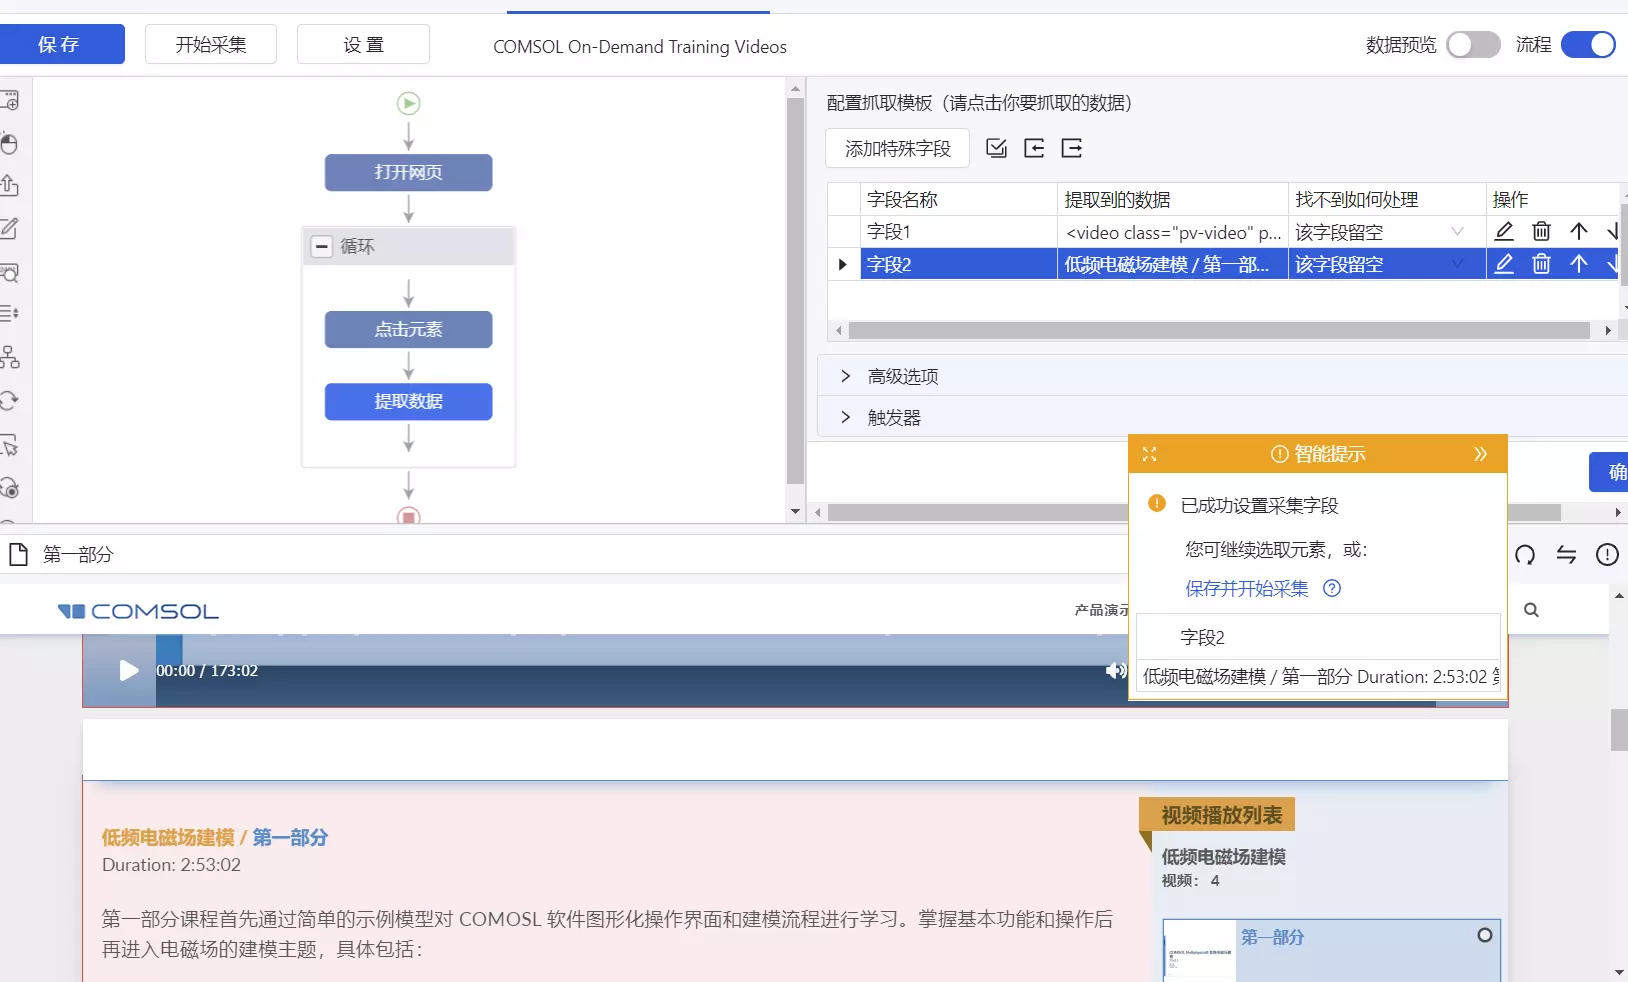 保存
开始采集
设置
COMSOL On-Demand Training Videos
数据预览
流程
打开网页
循环
点击元素
提取数据
配置抓取模板（请点击你要抓取的数据）
添加特殊字段
字段名称 提取到的数据 找不到如何处理 操作
字段1 <video class="pv-video" p... 该字段留空
字段2 低频电磁场建模 / 第一部... 该字段留空
高级选项
触发器
智能提示
已成功设置采集字段
您可继续选取元素，或：
保存并开始采集
字段2
低频电磁场建模 / 第一部分 Duration: 2:53:02
第一部分
COMSOL
产品演示
00:00 / 173:02
低频电磁场建模 / 第一部分
Duration: 2:53:02
第一部分课程首先通过简单的示例模型对 COMOSL 软件图形化操作界面和建模流程进行学习。掌握基本功能和操作后
再进入电磁场的建模主题，具体包括：
视频播放列表
低频电磁场建模
视频： 4
第一部分